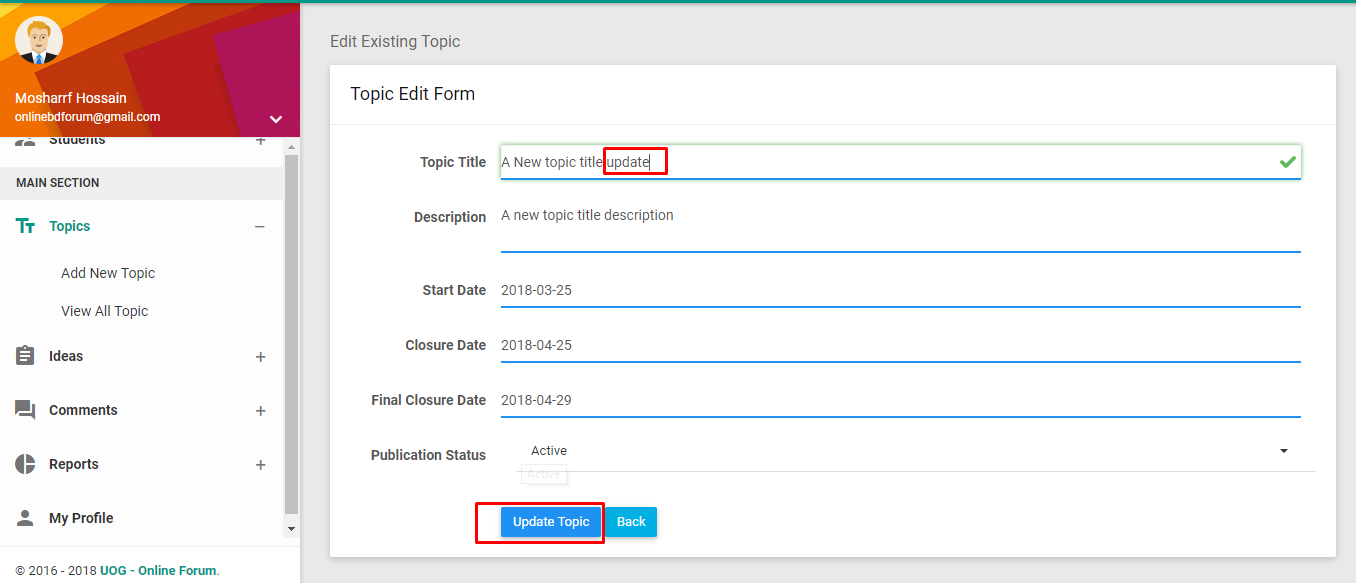 Mosharrf Hossain
onlinebdforum@gmail.com
Students
MAIN SECTION
Topics
Add New Topic
View All Topic
Ideas
Comments
Reports
My Profile
© 2016 - 2018 UOG - Online Forum.
Edit Existing Topic
Topic Edit Form
Topic Title A New topic title update
Description A new topic title description
Start Date 2018-03-25
Closure Date 2018-04-25
Final Closure Date 2018-04-29
Publication Status Active
Active
Update Topic Back